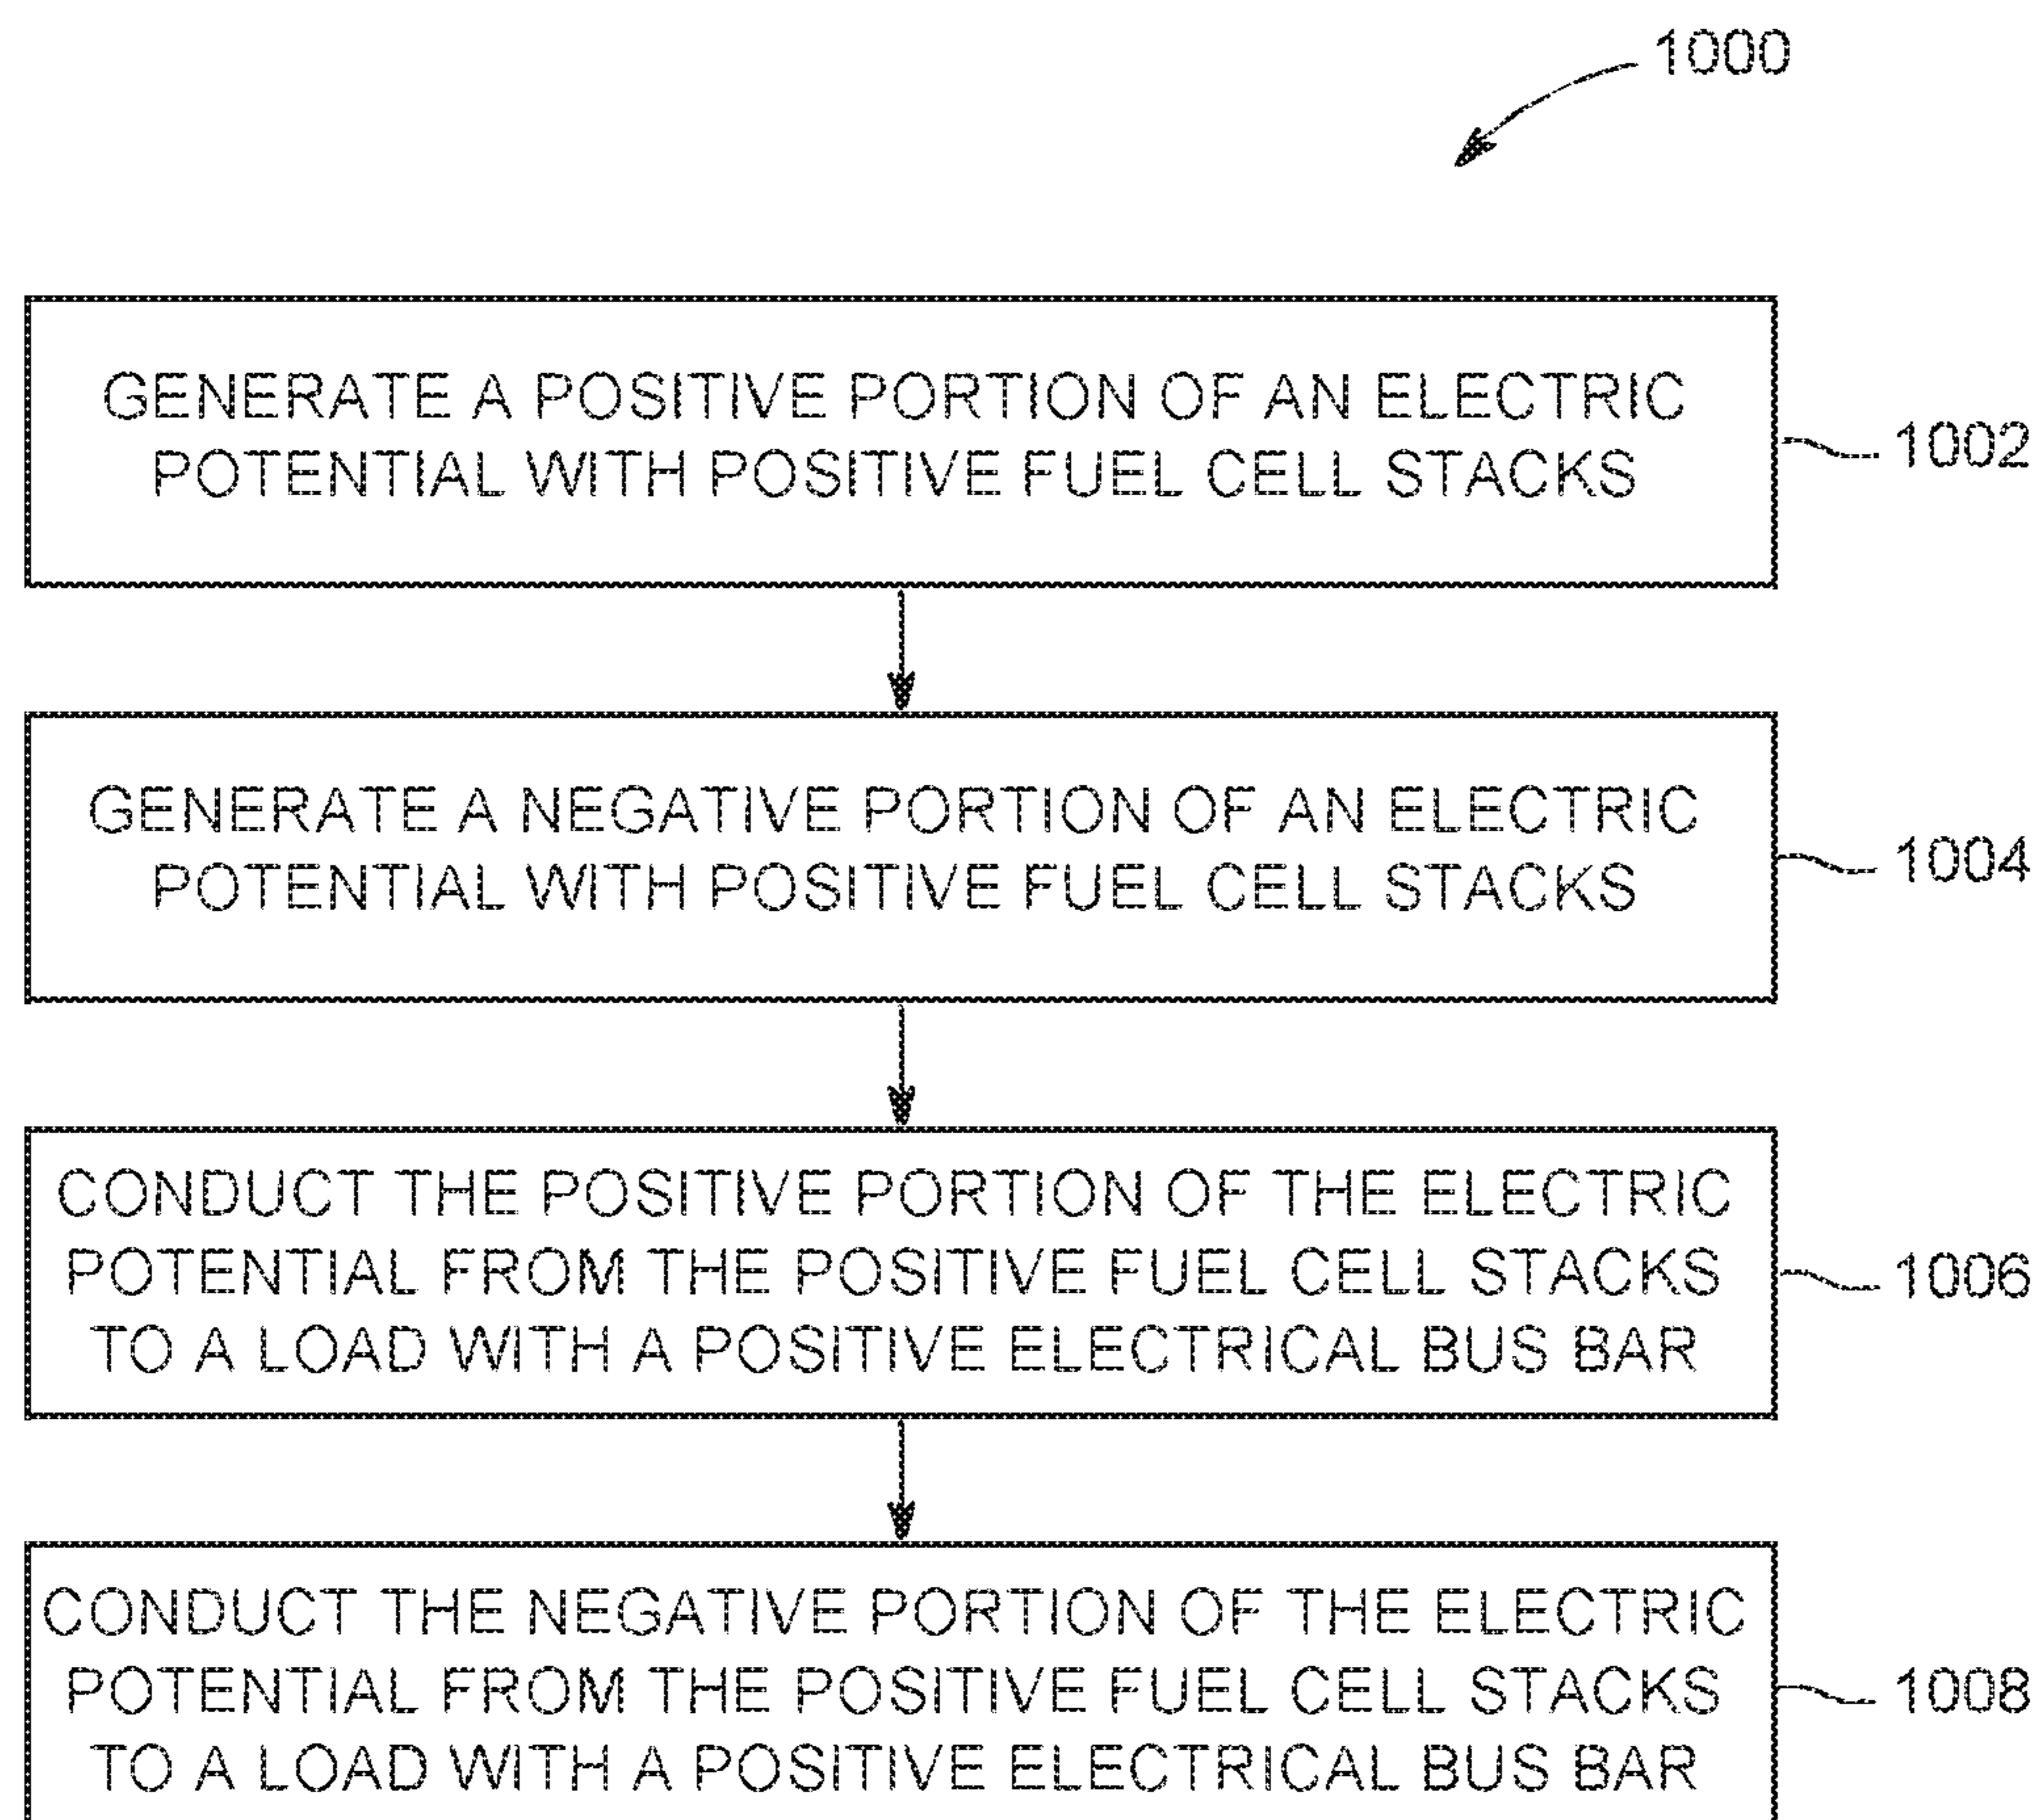 1000
GENERATE A POSITIVE PORTION OF AN ELECTRIC
POTENTIAL WITH POSITIVE FUEL CELL STACKS
1002
GENERATE A NEGATIVE PORTION OF AN ELECTRIC
POTENTIAL WITH POSITIVE FUEL CELL STACKS
1004
CONDUCT THE POSITIVE PORTION OF THE ELECTRIC
POTENTIAL FROM THE POSITIVE FUEL CELL STACKS
TO A LOAD WITH A POSITIVE ELECTRICAL BUS BAR
1006
CONDUCT THE NEGATIVE PORTION OF THE ELECTRIC
POTENTIAL FROM THE POSITIVE FUEL CELL STACKS
TO A LOAD WITH A POSITIVE ELECTRICAL BUS BAR
1008